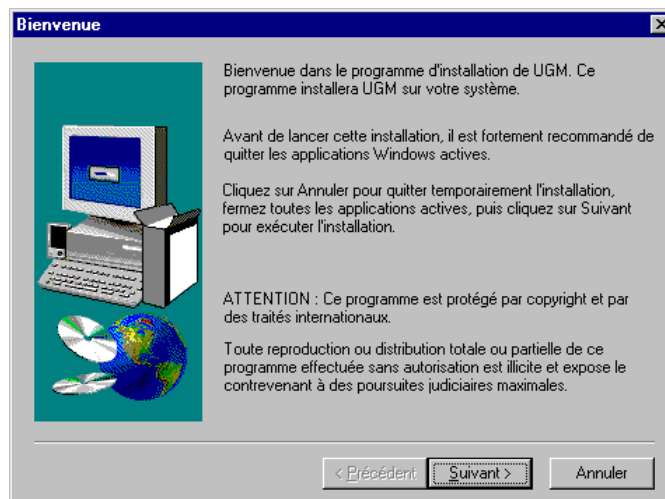 Bienvenue
Bienvenue dans le programme d'installation de UGM. Ce
programme installera UGM sur votre système.
Avant de lancer cette installation, il est fortement recommandé de
quitter les applications Windows actives.
Cliquez sur Annuler pour quitter temporairement l'installation,
fermez toutes les applications actives, puis cliquez sur Suivant
pour exécuter l'installation.
ATTENTION : Ce programme est protégé par copyright et par
des traités internationaux.
Toute reproduction ou distribution totale ou partielle de ce
programme effectuée sans autorisation est illicite et expose le
contrevenant à des poursuites judiciaires maximales.
< Précédent Suivant > Annuler